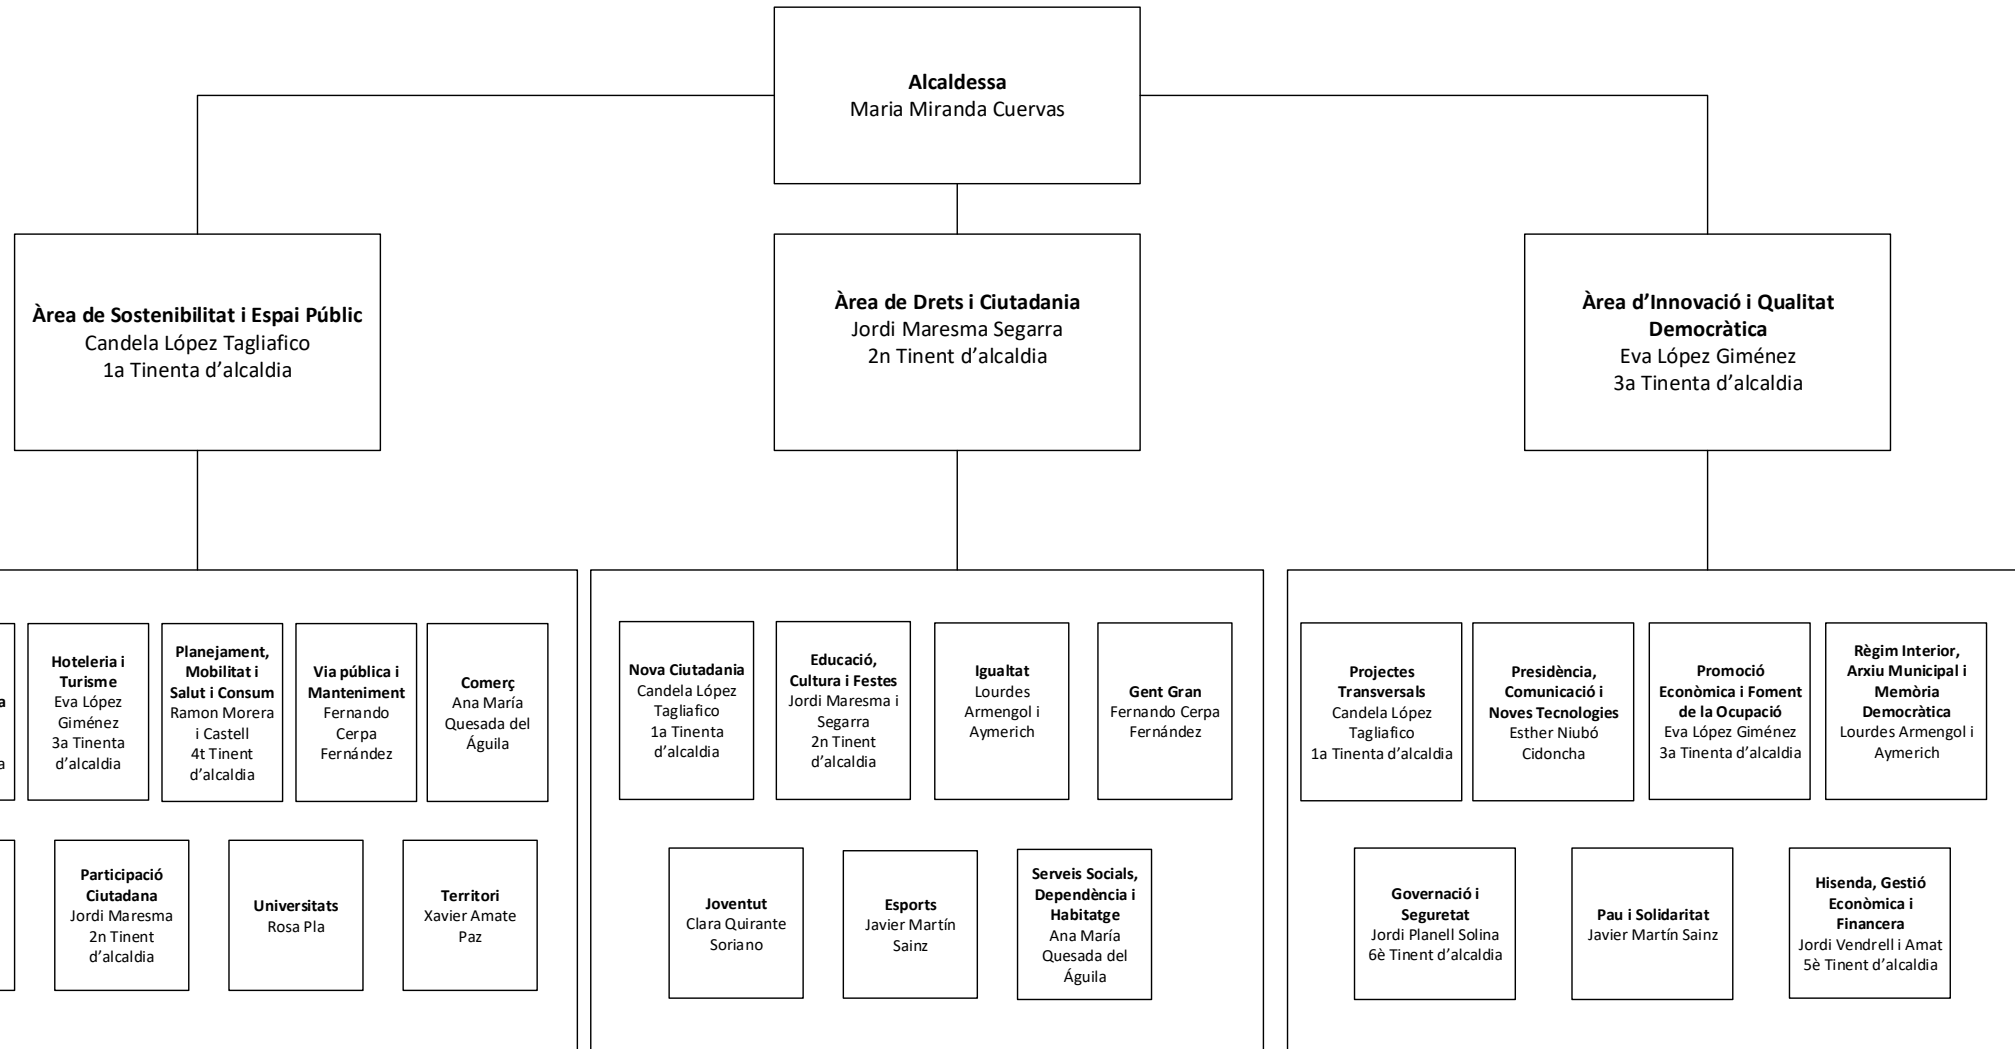 Alcaldessa
Maria Miranda Cuervas
Àrea de Sostenibilitat i Espai Públic
Candela López Tagliafico
1a Tinenta d’alcaldia
Àrea de Drets i Ciutadania
Jordi Maresma Segarra
2n Tinent d’alcaldia
Àrea d’Innovació i Qualitat
Democràtica
Eva López Giménez
3a Tinenta d’alcaldia
Hoteleria i
Turisme
Eva López
Giménez
3a Tinenta
d’alcaldia
Planejament,
Mobilitat i
Salut i Consum
Ramon Morera
i Castell
4t Tinent
d’alcaldia
Via pública i
Manteniment
Fernando
Cerpa
Fernández
Comerç
Ana María
Quesada del
Águila
Participació
Ciutadana
Jordi Maresma
2n Tinent
d’alcaldia
Universitats
Rosa Pla
Territori
Xavier Amate
Paz
Nova Ciutadania
Candela López
Tagliafico
1a Tinenta
d’alcaldia
Educació,
Cultura i Festes
Jordi Maresma i
Segarra
2n Tinent
d’alcaldia
Igualtat
Lourdes
Armengol i
Aymerich
Gent Gran
Fernando Cerpa
Fernández
Joventut
Clara Quirante
Soriano
Esports
Javier Martín
Sainz
Serveis Socials,
Dependència i
Habitatge
Ana María
Quesada del
Águila
Projectes
Transversals
Candela López
Tagliafico
1a Tinenta d’alcaldia
Presidència,
Comunicació i
Noves Tecnologies
Esther Niubó
Cidoncha
Promoció
Econòmica i Foment
de la Ocupació
Eva López Giménez
3a Tinenta d’alcaldia
Règim Interior,
Arxiu Municipal i
Memòria
Democràtica
Lourdes Armengol i
Aymerich
Governació i
Seguretat
Jordi Planell Solina
6è Tinent d’alcaldia
Pau i Solidaritat
Javier Martín Sainz
Hisenda, Gestió
Econòmica i
Financera
Jordi Vendrell i Amat
5è Tinent d’alcaldia